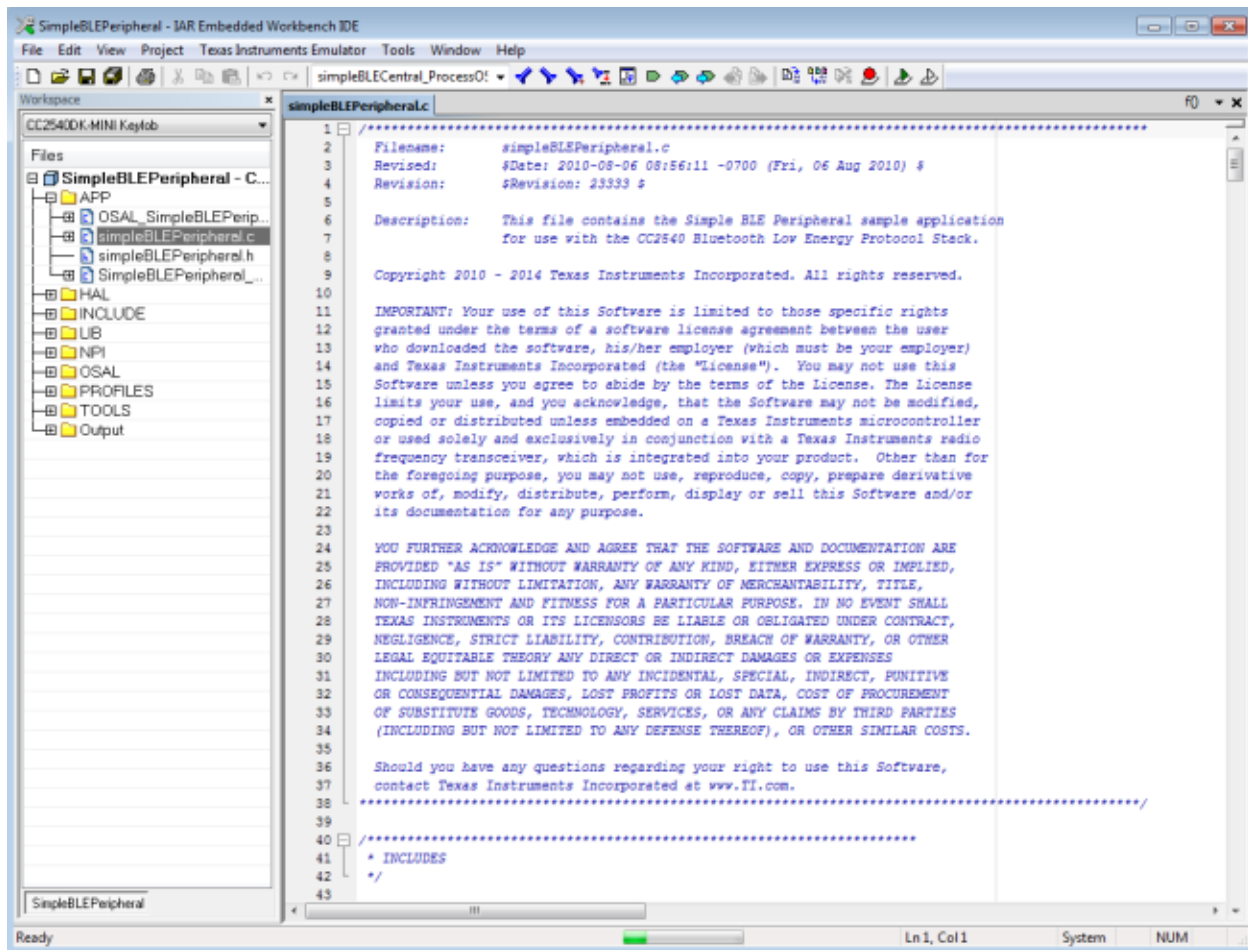 SimpleBLEPeripheral - IAR Embedded Workbench IDE
File Edit View Project Texas Instruments Emulator Tools Window Help
simpleBLECentral_ProcessOS
Workspace
CC2540DK-MINI Keyfob
Files
SimpleBLEPeripheral - C...
APP
OSAL_SimpleBLEPerip...
simpleBLEPeripheral.c
simpleBLEPeripheral.h
SimpleBLEPeripheral_...
HAL
INCLUDE
LIB
NPI
OSAL
PROFILES
TOOLS
Output
SimpleBLEPeripheral
simpleBLEPeripheral.c
f()
1 /**************************************************************************************************
2 Filename: simpleBLEPeripheral.c
3 Revised: $Date: 2010-08-06 08:56:11 -0700 (Fri, 06 Aug 2010) $
4 Revision: $Revision: 23333 $
5
6 Description: This file contains the Simple BLE Peripheral sample application
7 for use with the CC2540 Bluetooth Low Energy Protocol Stack.
8
9 Copyright 2010 - 2014 Texas Instruments Incorporated. All rights reserved.
10
11 IMPORTANT: Your use of this Software is limited to those specific rights
12 granted under the terms of a software license agreement between the user
13 who downloaded the software, his/her employer (which must be your employer)
14 and Texas Instruments Incorporated (the "License"). You may not use this
15 Software unless you agree to abide by the terms of the License. The License
16 limits your use, and you acknowledge, that the Software may not be modified,
17 copied or distributed unless embedded on a Texas Instruments microcontroller
18 or used solely and exclusively in conjunction with a Texas Instruments radio
19 frequency transceiver, which is integrated into your product. Other than for
20 the foregoing purpose, you may not use, reproduce, copy, prepare derivative
21 works of, modify, distribute, perform, display or sell this Software and/or
22 its documentation for any purpose.
23
24 YOU FURTHER ACKNOWLEDGE AND AGREE THAT THE SOFTWARE AND DOCUMENTATION ARE
25 PROVIDED "AS IS" WITHOUT WARRANTY OF ANY KIND, EITHER EXPRESS OR IMPLIED,
26 INCLUDING WITHOUT LIMITATION, ANY WARRANTY OF MERCHANTABILITY, TITLE,
27 NON-INFRINGEMENT AND FITNESS FOR A PARTICULAR PURPOSE. IN NO EVENT SHALL
28 TEXAS INSTRUMENTS OR ITS LICENSORS BE LIABLE OR OBLIGATED UNDER CONTRACT,
29 NEGLIGENCE, STRICT LIABILITY, CONTRIBUTION, BREACH OF WARRANTY, OR OTHER
30 LEGAL EQUITABLE THEORY ANY DIRECT OR INDIRECT DAMAGES OR EXPENSES
31 INCLUDING BUT NOT LIMITED TO ANY INCIDENTAL, SPECIAL, INDIRECT, PUNITIVE
32 OR CONSEQUENTIAL DAMAGES, LOST PROFITS OR LOST DATA, COST OF PROCUREMENT
33 OF SUBSTITUTE GOODS, TECHNOLOGY, SERVICES, OR ANY CLAIMS BY THIRD PARTIES
34 (INCLUDING BUT NOT LIMITED TO ANY DEFENSE THEREOF), OR OTHER SIMILAR COSTS.
35
36 Should you have any questions regarding your right to use this Software,
37 contact Texas Instruments Incorporated at www.TI.com.
38 **************************************************************************************************/
39
40 /*********************************************************************
41 * INCLUDES
42 */
43
Ready Ln 1, Col 1 System NUM